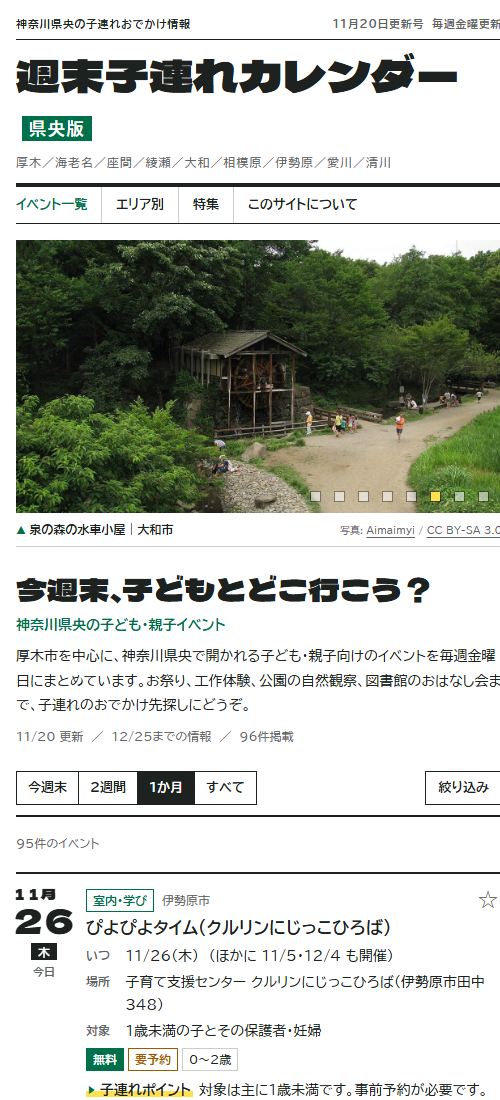 神奈川県央の子連れおでかけ情報 11月20日更新号 毎週金曜更新
週末子連れカレンダー
県央版
厚木／海老名／座間／綾瀬／大和／相模原／伊勢原／愛川／清川
イベント一覧 エリア別 特集 このサイトについて
▲ 泉の森の水車小屋｜大和市 写真: Aimaimyi / CC BY-SA 3.0
今週末、子どもとどこ行こう？
神奈川県央の子ども・親子イベント
厚木市を中心に、神奈川県央で開かれる子ども・親子向けのイベントを毎週金曜
日にまとめています。お祭り、工作体験、公園の自然観察、図書館のおはなし会ま
で、子連れのおでかけ先探しにどうぞ。
11/20 更新 ／ 12/25までの情報 ／ 96件掲載
今週末 2週間 1か月 すべて 絞り込み
95件のイベント
11月
26
木
今日
室内・学び 伊勢原市 ☆
ぴよぴよタイム（クルリンにじっこひろば）
いつ 11/26（木）（ほかに 11/5・12/4 も開催）
場所 子育て支援センター クルリンにじっこひろば（伊勢原市田中
348）
対象 1歳未満の子とその保護者・妊婦
無料 要予約 0〜2歳
▶ 子連れポイント 対象は主に1歳未満です。事前予約が必要です。